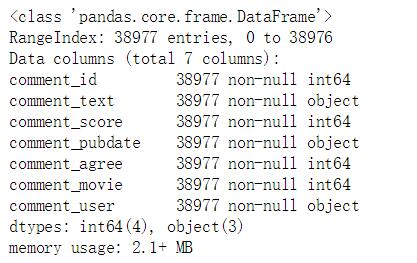 <class 'pandas.core.frame.DataFrame'>
RangeIndex: 38977 entries, 0 to 38976
Data columns (total 7 columns):
comment_id         38977 non-null int64
comment_text       38977 non-null object
comment_score      38977 non-null int64
comment_pubdate    38977 non-null object
comment_agree      38977 non-null int64
comment_movie      38977 non-null int64
comment_user       38977 non-null object
dtypes: int64(4), object(3)
memory usage: 2.1+ MB